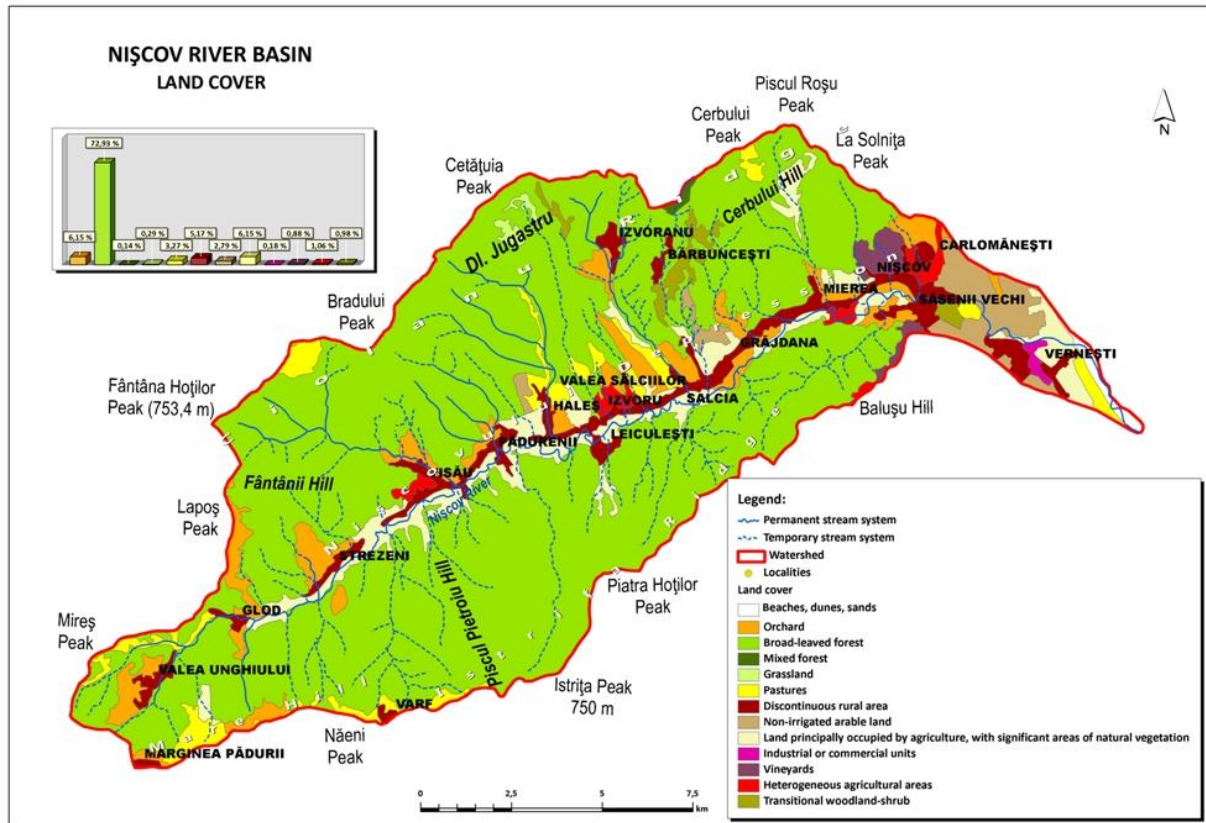 NIŞCOV RIVER BASIN
LAND COVER
72,93 %
6,15 %
0,14 %
0,29 %
3,27 %
5,17 %
2,79 %
6,15 %
0,18 %
0,88 %
1,06 %
0,98 %
Piscul Roşu
Peak
Cerbului
Peak
La Solniţa
Peak
Cetăţuia
Peak
Bradului
Peak
Fântâna Hoţilor
Peak (753,4 m)
Lapoş
Peak
Mireş
Peak
Năeni
Peak
Istriţa Peak
750 m
Piatra Hoţilor
Peak
Baluşu Hill
N
Cerbului Hill
Dl. Jugastru
Fântânii Hill
Piscul Pietroiu Hill
Nişcov River
IZVORANU
BĂRBUNCEŞTI
CARLOMĂNEŞTI
NIŞCOV
MIEREA
SĂSENII VECHI
VERNEŞTI
GRĂJDANA
VALEA SĂLCIILOR
HALEŞ
IZVORU
SALCIA
LEICULEŞTI
PĂDURENII
ISĂU
STREZENI
GLOD
VALEA UNGHIULUI
VARF
MARGINEA PĂDURII
0
2,5
5
7,5
km
Legend:
Permanent stream system
Temporary stream system
Watershed
Localities
Land cover
Beaches, dunes, sands
Orchard
Broad-leaved forest
Mixed forest
Grassland
Pastures
Discontinuous rural area
Non-irrigated arable land
Land principally occupied by agriculture, with significant areas of natural vegetation
Industrial or commercial units
Vineyards
Heterogeneous agricultural areas
Transitional woodland-shrub